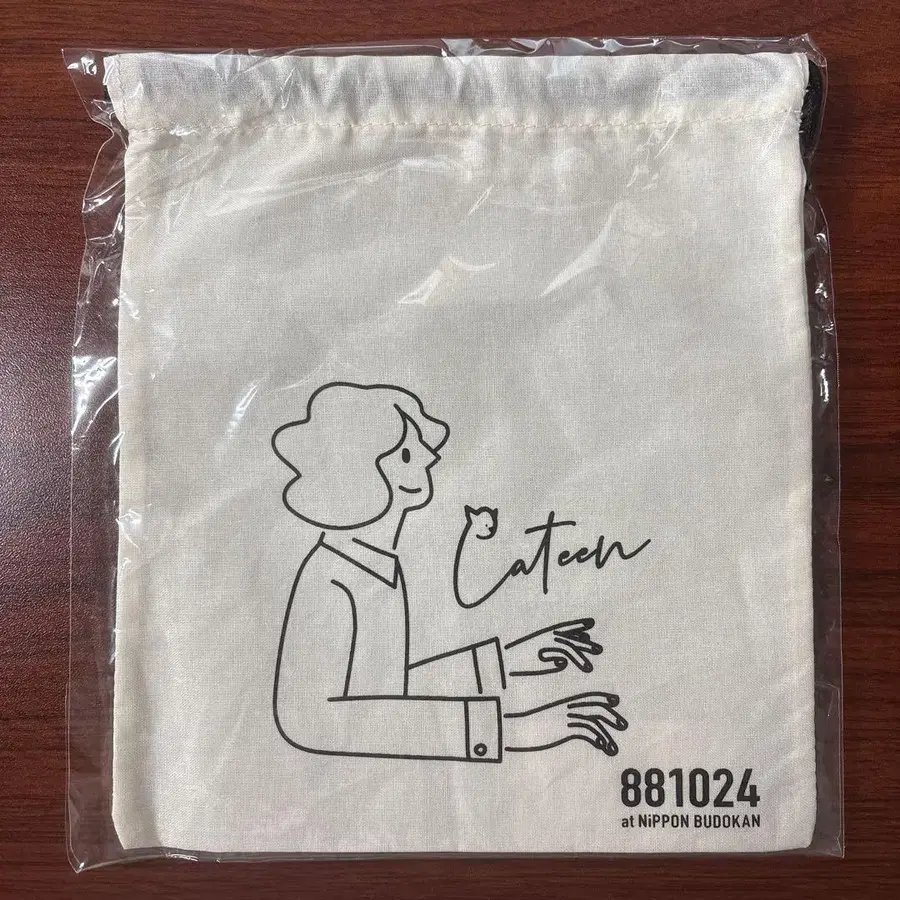 Cateen
881024
at NiPPON BUDOKAN